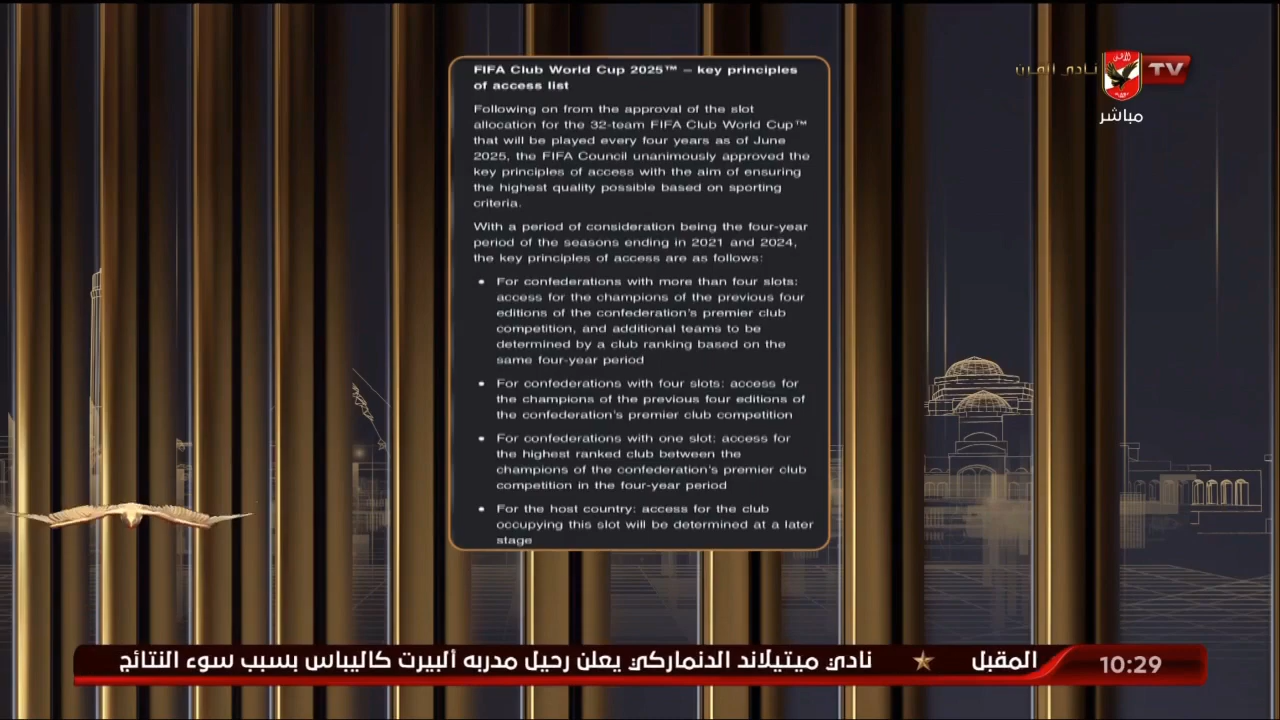 FIFA Club World Cup 2025™ – key principles
of access list
Following on from the approval of the slot
allocation for the 32-team FIFA Club World Cup™
that will be played every four years as of June
2025, the FIFA Council unanimously approved the
key principles of access with the aim of ensuring
the highest quality possible based on sporting
criteria.
With a period of consideration being the four-year
period of the seasons ending in 2021 and 2024,
the key principles of access are as follows:
• For confederations with more than four slots:
access for the champions of the previous four
editions of the confederation's premier club
competition, and additional teams to be
determined by a club ranking based on the
same four-year period
• For confederations with four slots: access for
the champions of the previous four editions of
the confederation's premier club competition
• For confederations with one slot: access for
the highest ranked club between the
champions of the confederation's premier club
competition in the four-year period
• For the host country: access for the club
occupying this slot will be determined at a later
stage
نادي القرن
TV
مباشر
المقبل ★ نادي ميتيلاند الدنماركي يعلن رحيل مدربه ألبيرت كاليباس بسبب سوء النتائج
10:29